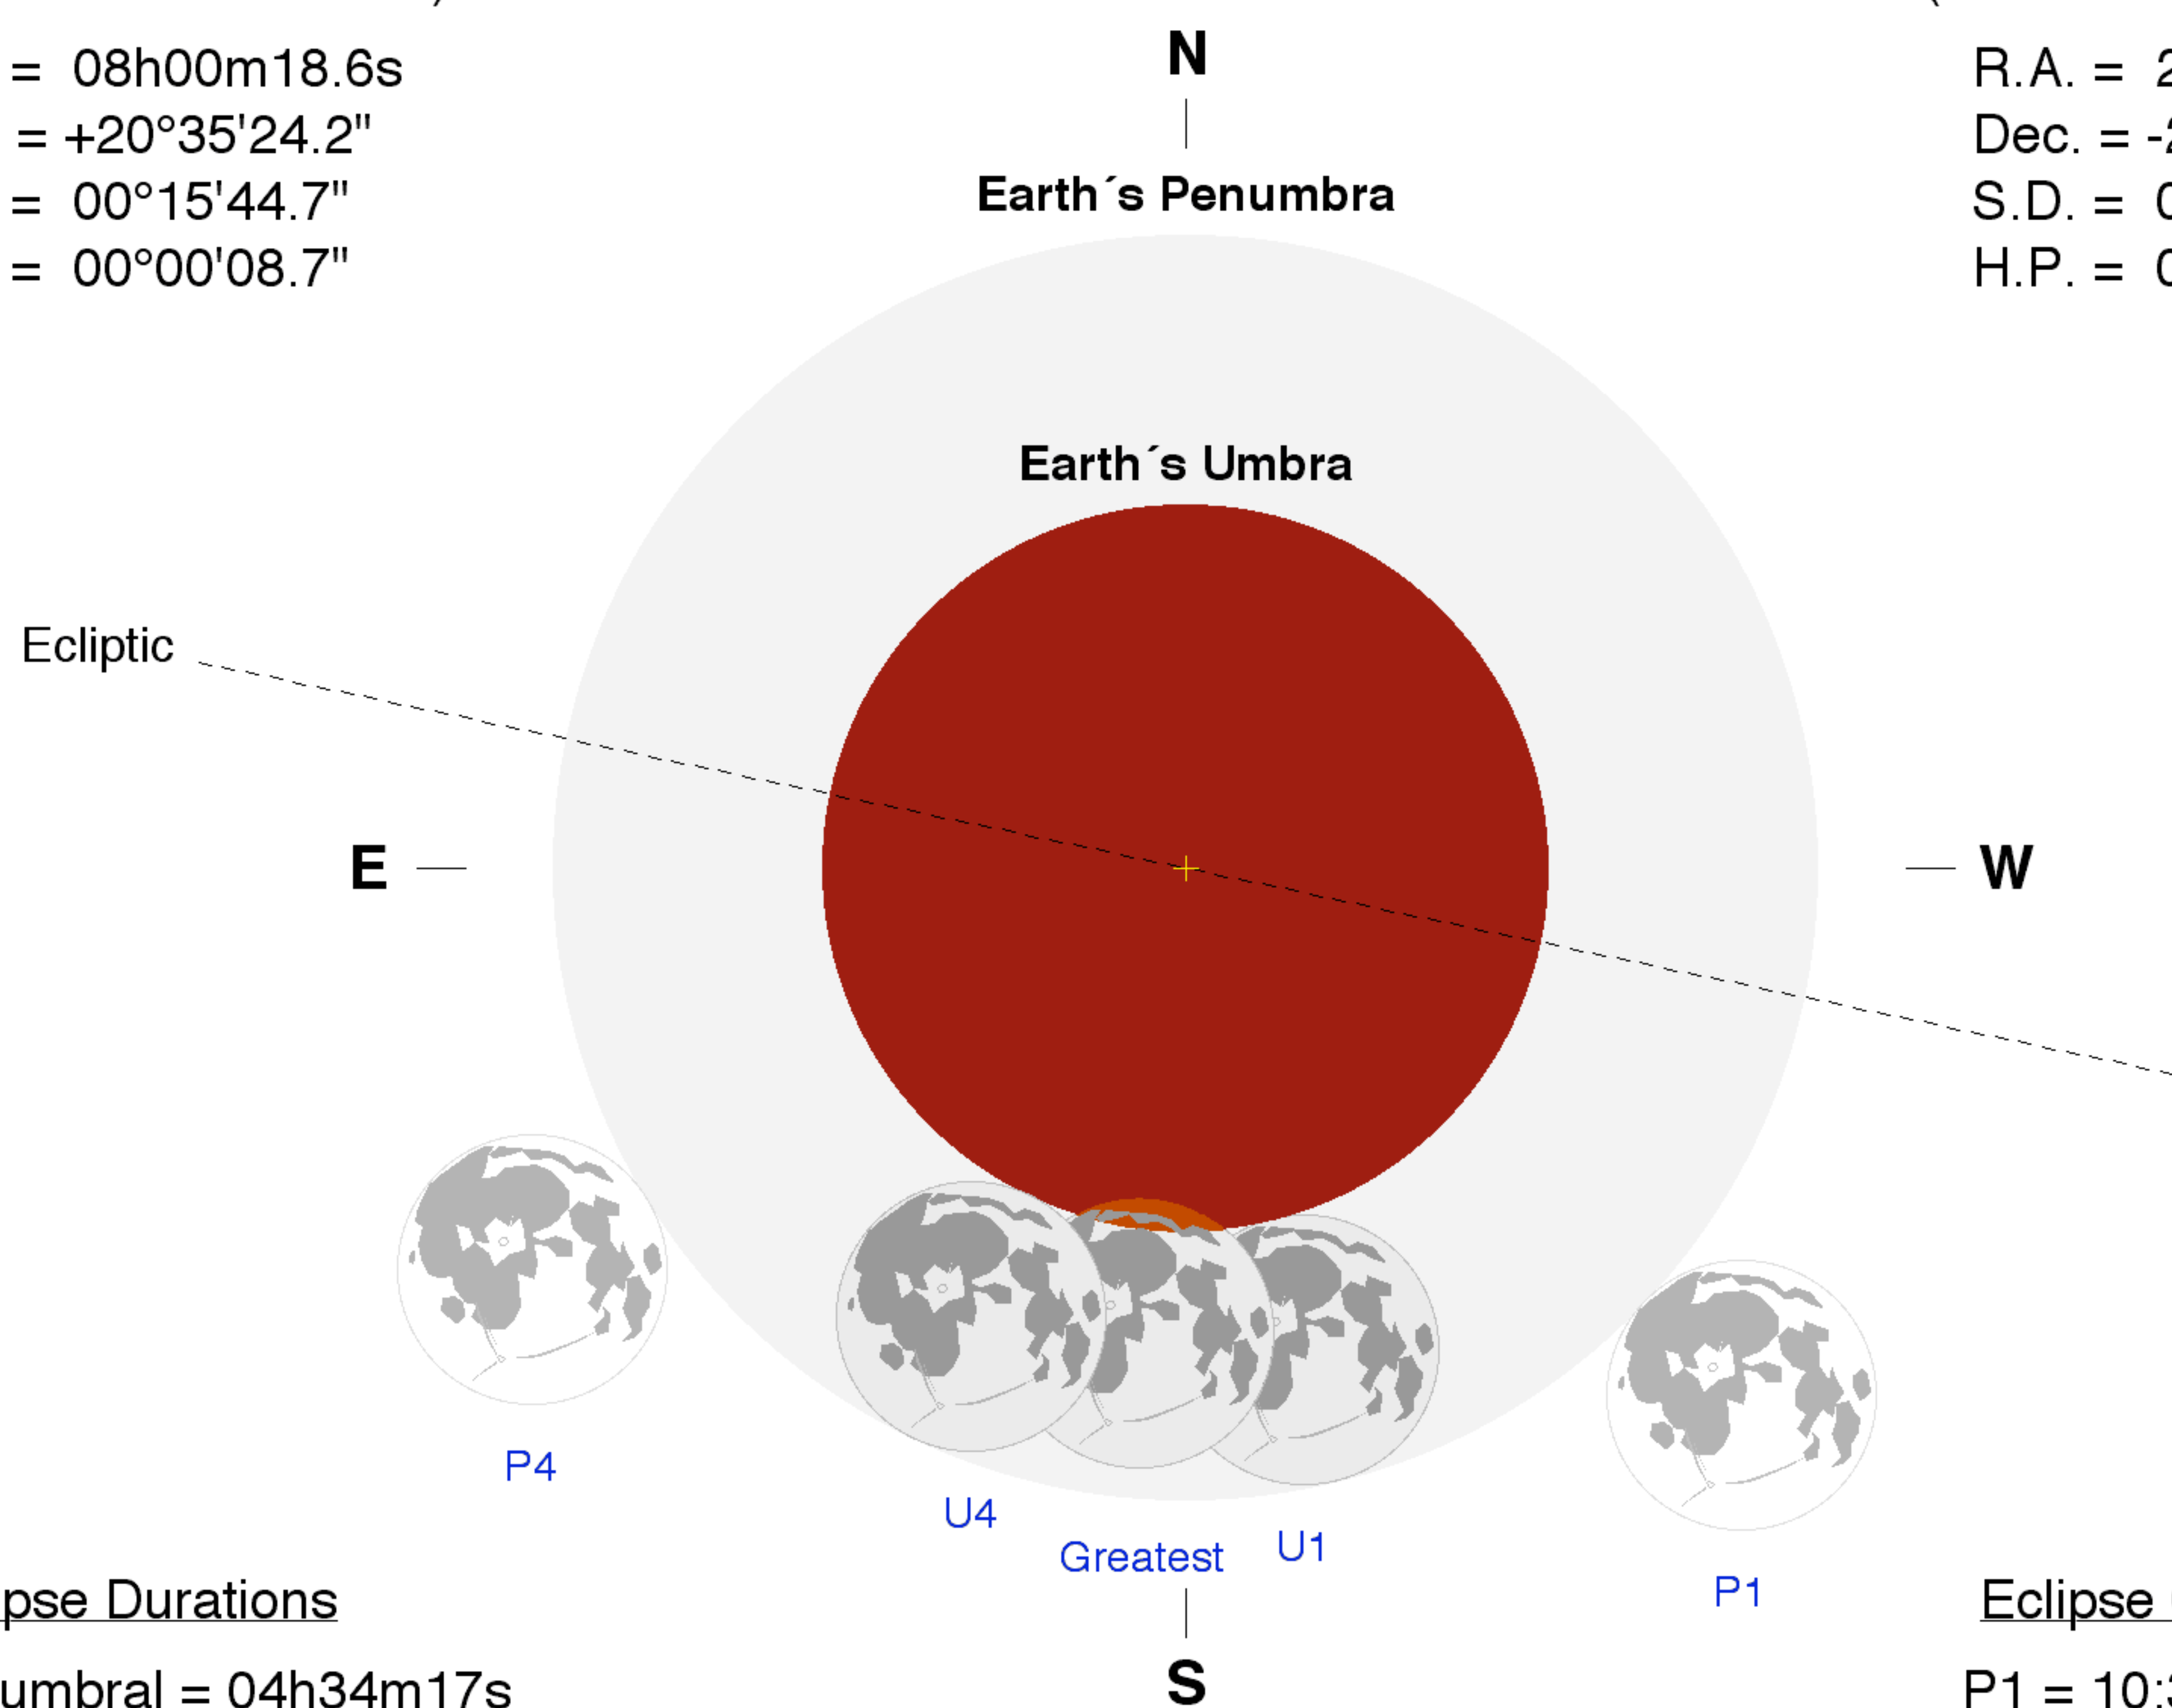 = 08h00m18.6s
= +20°35'24.2"
= 00°15'44.7"
= 00°00'08.7"
N
Earth´s Penumbra
Earth´s Umbra
R.A. =
Dec. = -
S.D. =
H.P. =
Ecliptic
E
W
P4
U4
Greatest
U1
P1
S
pse Durations
umbral = 04h34m17s
Eclipse
P1 = 10: